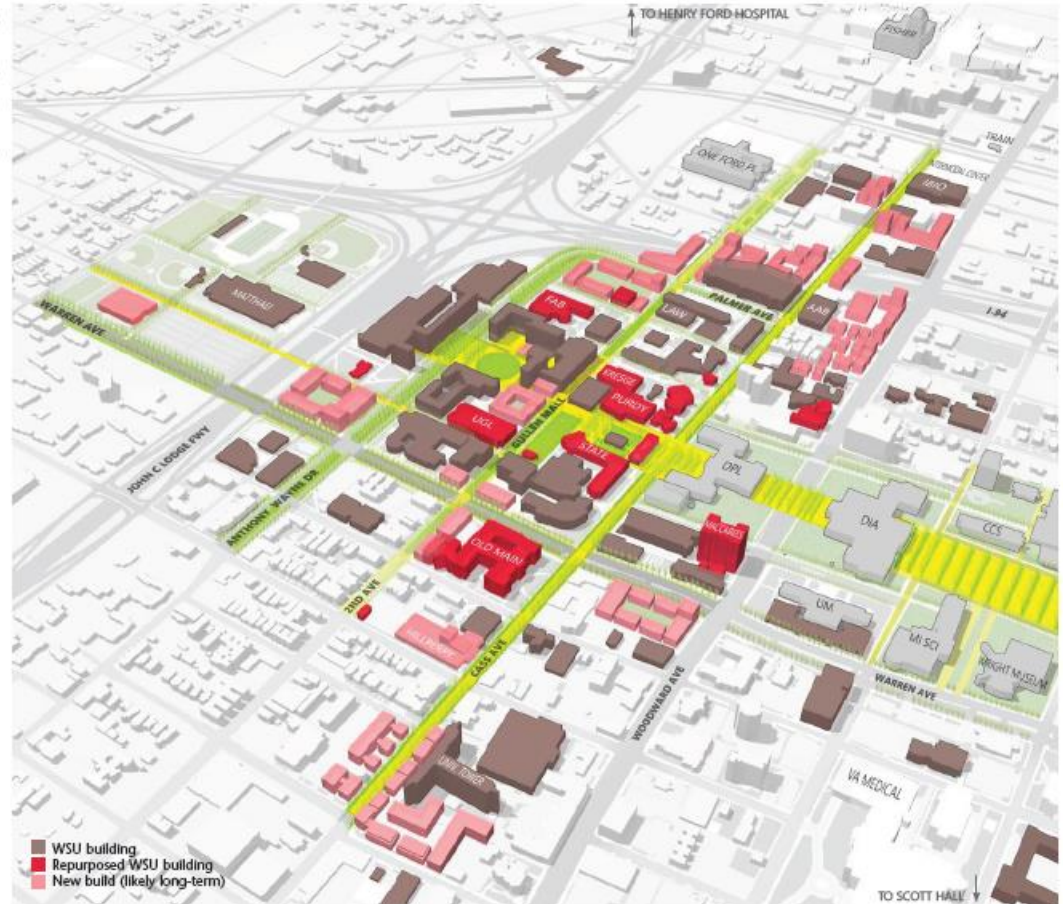 TO HENRY FORD HOSPITAL
FISHER
TRAIN
ONE FORD PL
IBIO
MATTHAEI
FAB
PALMER AVE
LAW
AAB
I-94
WARREN AVE
KRESGE
PURDY
UGL
GULLEN MALL
STATE
DPL
JOHN C LODGE FWY
DIA
CCS
ANTHONY WAYNE DR
MACCABEES
OLD MAIN
2ND AVE
UM
HILLBERRY
MI SCI
CASS AVE
WRIGHT MUSEUM
WARREN AVE
WOODWARD AVE
UNIV. TOWER
VA MEDICAL
WSU building
Repurposed WSU building
New build (likely long-term)
TO SCOTT HALL